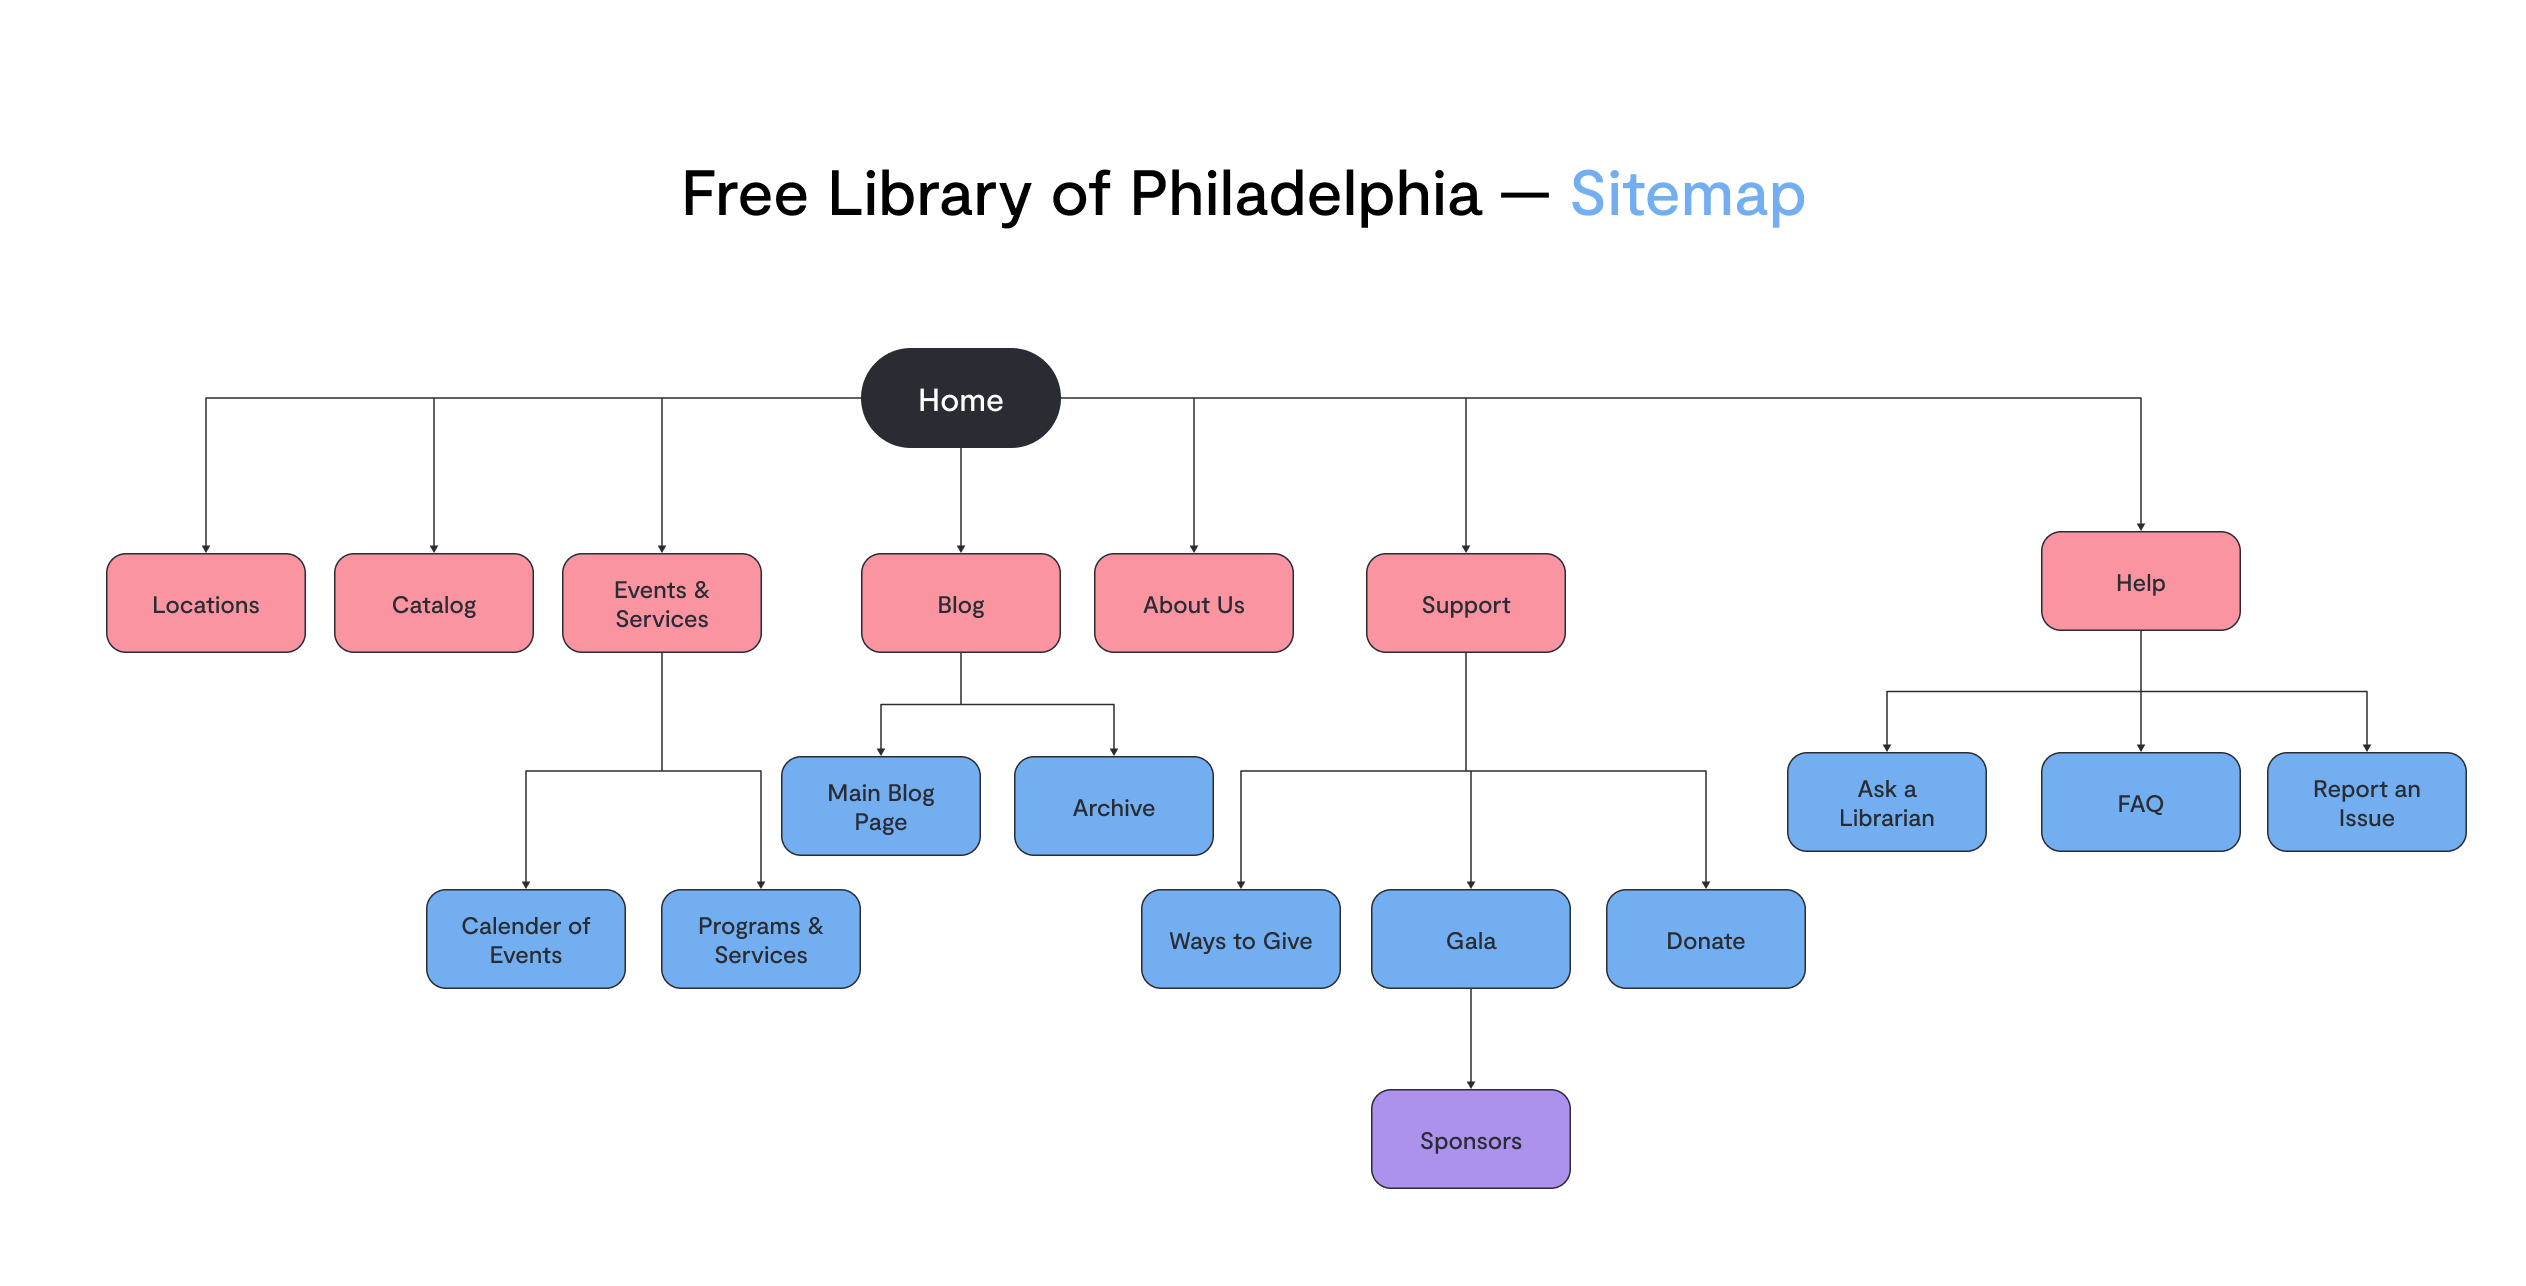 Free Library of Philadelphia — Sitemap
Home
Locations
Catalog
Events &
Services
Blog
About Us
Support
Help
Main Blog
Page
Archive
Ask a
Librarian
FAQ
Report an
Issue
Calender of
Events
Programs &
Services
Ways to Give
Gala
Donate
Sponsors